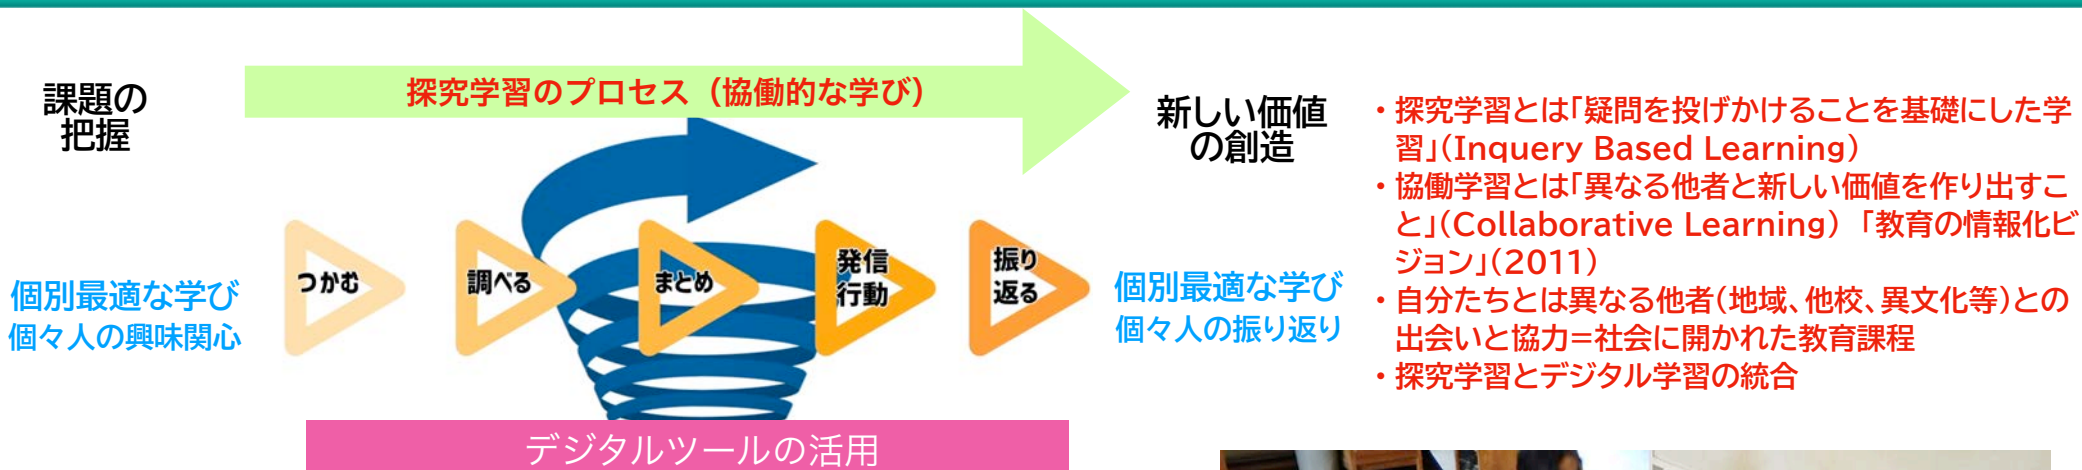 探究学習のプロセス（協働的な学び）
課題の
把握
新しい価値
の創造
つかむ
調べる
まとめ
発信
行動
振り
返る
個別最適な学び
個々人の興味関心
個別最適な学び
個々人の振り返り
デジタルツールの活用
・探究学習とは「疑問を投げかけることを基礎にした学
習」（Inquery Based Learning）
・協働学習とは「異なる他者と新しい価値を作り出すこ
と」（Collaborative Learning）「教育の情報化ビ
ジョン」（2011）
・自分たちとは異なる他者（地域、他校、異文化等）との
出会いと協力＝社会に開かれた教育課程
・探究学習とデジタル学習の統合